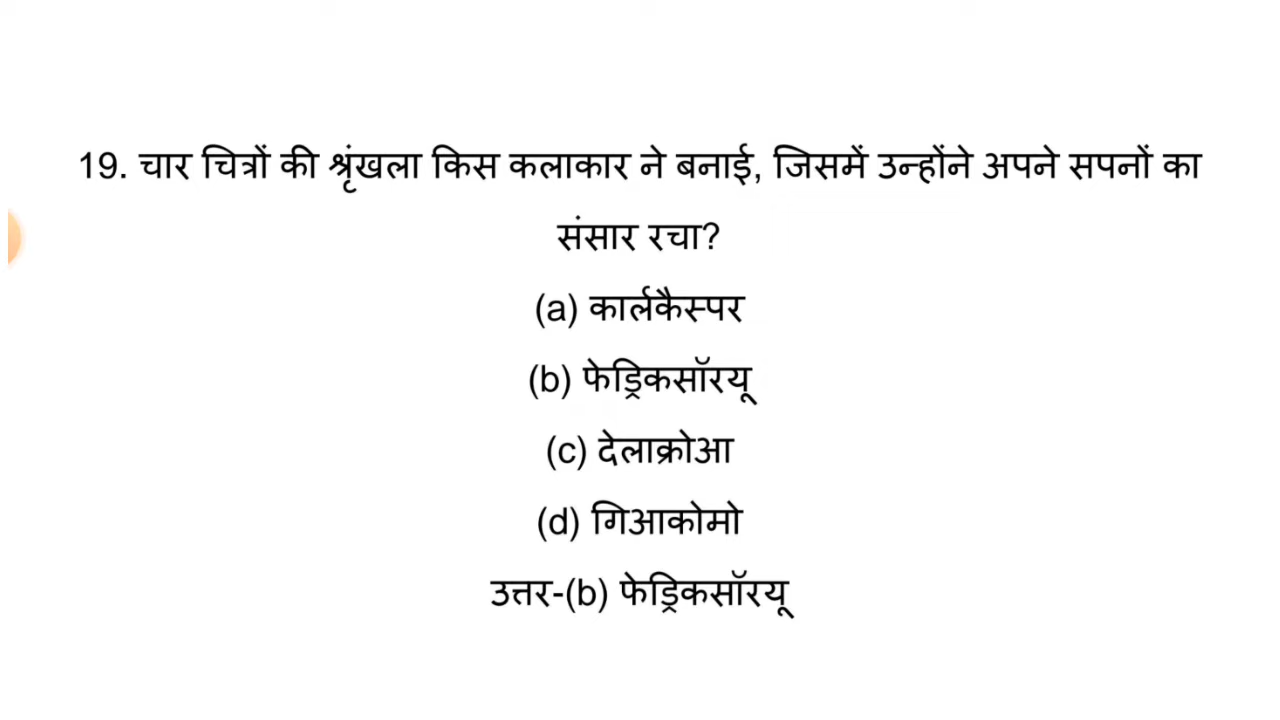 19. चार चित्रों की श्रृंखला किस कलाकार ने बनाई, जिसमें उन्होंने अपने सपनों का
संसार रचा?
(a) कार्लकैस्पर
(b) फेड्रिकसॉरयू
(c) देलाक्रोआ
(d) गिआकोमो
उत्तर-(b) फेड्रिकसॉरयू